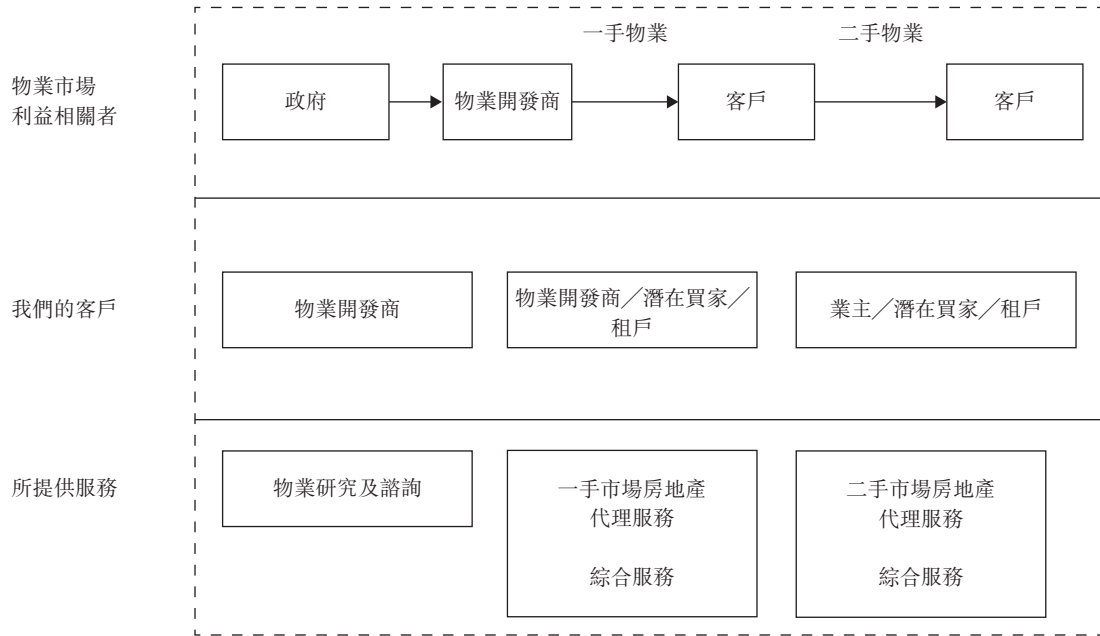 一手物業
二手物業
物業市場
利益相關者
政府
物業開發商
客戶
客戶
我們的客戶
物業開發商
物業開發商／潛在買家／
租戶
業主／潛在買家／租戶
所提供服務
物業研究及諮詢
一手市場房地產
代理服務
綜合服務
二手市場房地產
代理服務
綜合服務